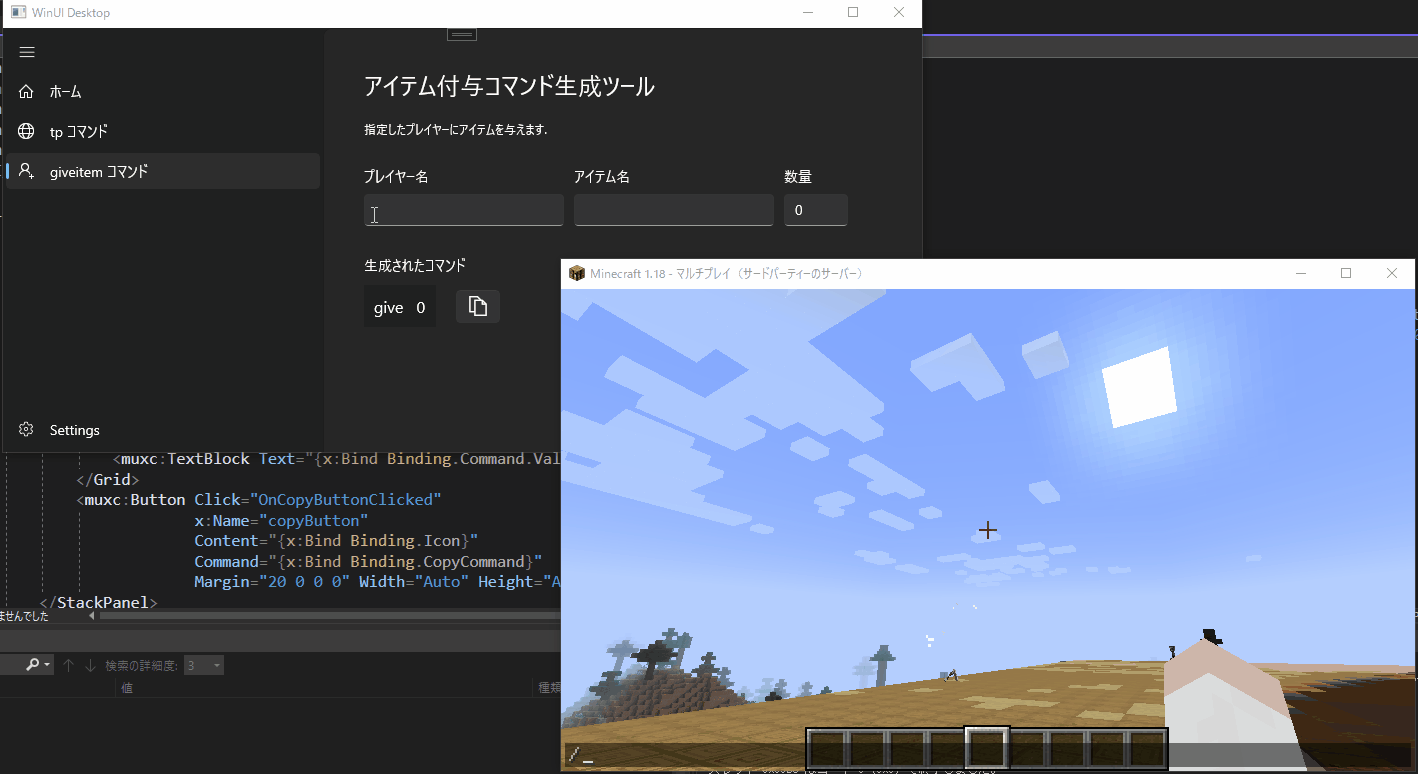 WinUI Desktop
ホーム
tp コマンド
giveitem コマンド
Settings
アイテム付与コマンド生成ツール
指定したプレイヤーにアイテムを与えます.
プレイヤー名 アイテム名 数量
0
生成されたコマンド
give 0
Minecraft 1.18 - マルチプレイ（サードパーティーのサーバー）
/_
<muxc:TextBlock Text="{x:Bind Binding.Command.Val
</Grid>
<muxc:Button Click="OnCopyButtonClicked"
x:Name="copyButton"
Content="{x:Bind Binding.Icon}"
Command="{x:Bind Binding.CopyCommand}"
Margin="20 0 0 0" Width="Auto" Height="A
</StackPanel>
ませんでした
検索の詳細度: 3
値 種類